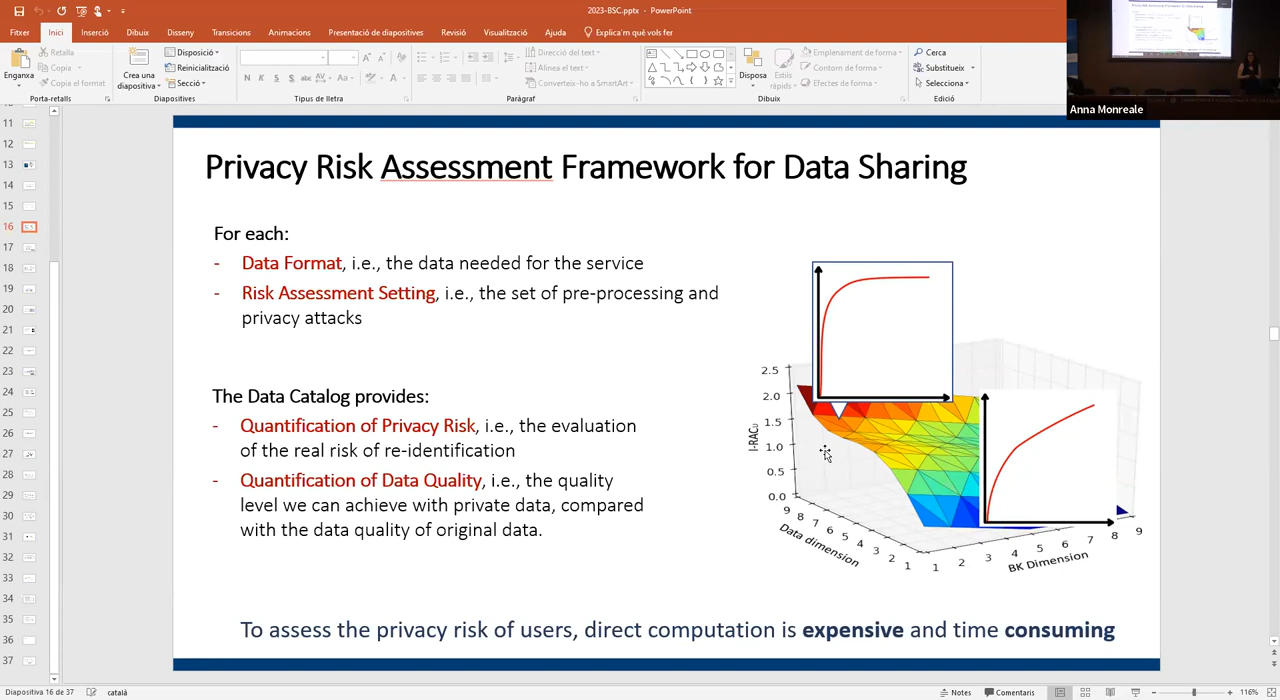 2023-BSC.pptx - PowerPoint
Fitxer
Inici
Inserció
Dibuix
Disseny
Transicions
Animacions
Presentació de diapositives
Revisió
Visualització
Ajuda
Explica'm què vols fer
Enganxa
Retalla
Copia
Copia el format
Porta-retalls
Crea una
diapositiva
Disposició
Reinicialització
Secció
Diapositives
N K S S abc AV Aa A
Tipus de lletra
Direcció del text
Alinea el text
Converteix-ho a SmartArt
Paràgraf
Disposa
Estils
ràpids
Emplenament de forma
Contorn de forma
Efectes de forma
Dibuix
Cerca
Substitueix
Selecciona
Edició
Anna Monreale
11
12
13
14
15
16
17
18
19
20
21
22
23
24
25
26
27
28
29
30
31
32
33
34
35
36
37
Privacy Risk Assessment Framework for Data Sharing
For each:
- Data Format, i.e., the data needed for the service
- Risk Assessment Setting, i.e., the set of pre-processing and
privacy attacks
The Data Catalog provides:
- Quantification of Privacy Risk, i.e., the evaluation
of the real risk of re-identification
- Quantification of Data Quality, i.e., the quality
level we can achieve with private data, compared
with the data quality of original data.
2.5
2.0
1.5
1.0
0.5
0.0
I-RACu
9 8 7 6 5 4 3 2 1
Data dimension
1 2 3 4 5 6 7 8 9
BK Dimension
To assess the privacy risk of users, direct computation is expensive and time consuming
Diapositiva 16 de 37
català
Notes
Comentaris
116%